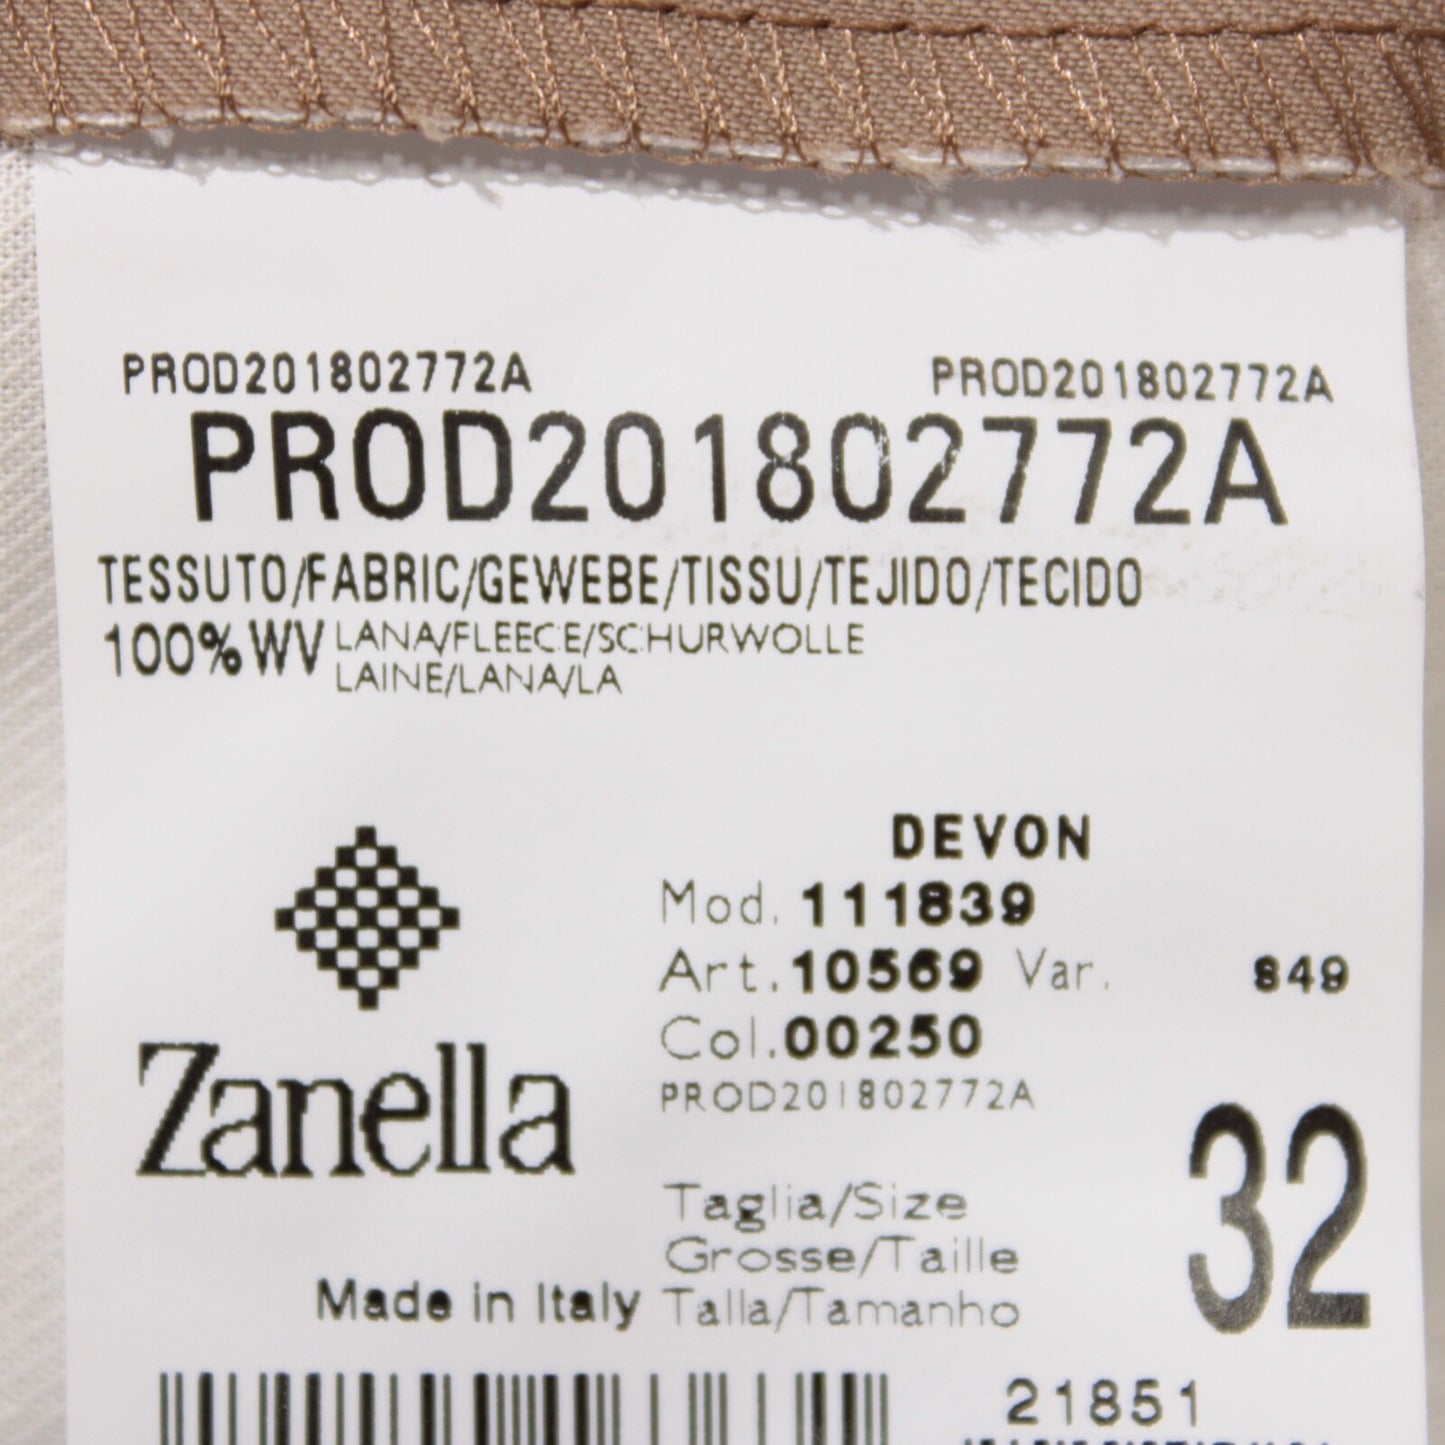 PROD201802772A PROD201802772A
PROD201802772A
TESSUTO/FABRIC/GEWEBE/TISSU/TEJIDO/TECIDO
100% WV LANA/FLEECE/SCHURWOLLE
LAINE/LANA/LA
DEVON
Mod. 111839
Art. 10569 Var. 849
Col. 00250
PROD201802772A
Zanella
32
Taglia/Size
Grosse/Taille
Made in Italy Talla/Tamanho
21851